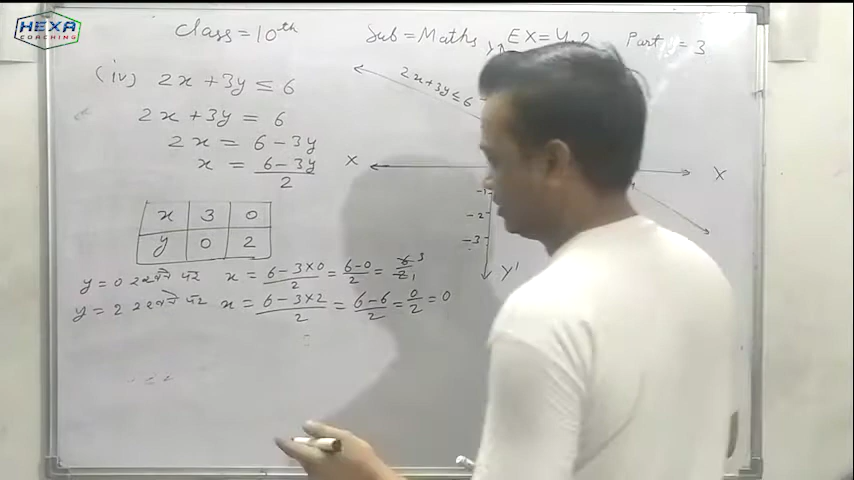 HEXA
COACHING
Class = 10th Sub = Maths EX = 4.2 Part = 3
(iv) 2x + 3y ≤ 6
2x + 3y = 6
2x = 6 - 3y
x = 6 - 3y / 2
x 3 0
y 0 2
y = 0 रखने पर x = 6 - 3×0 / 2 = 6 - 0 / 2 = 6 3 / 2 1
y = 2 रखने पर x = 6 - 3×2 / 2 = 6 - 6 / 2 = 0 / 2 = 0
2x + 3y ≤ 6
X X
-1
-2
-3
Y'